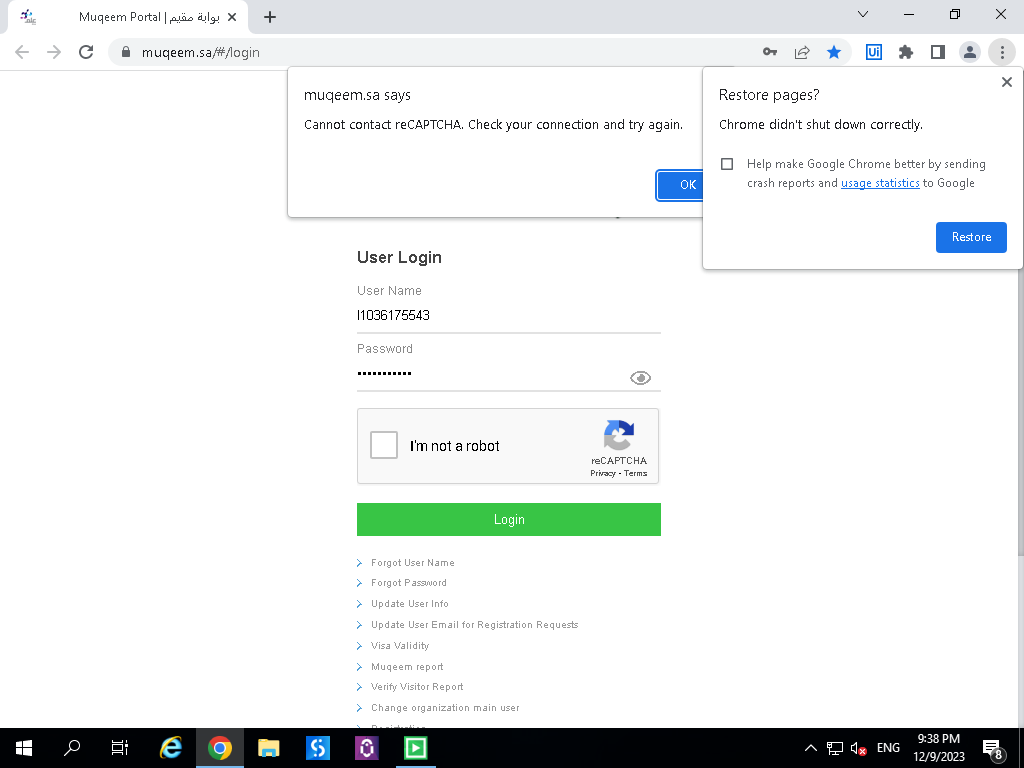 Muqeem Portal | بوابة مقيم
muqeem.sa/#/login
Ui
muqeem.sa says
Cannot contact reCAPTCHA. Check your connection and try again.
OK
Restore pages?
Chrome didn't shut down correctly.
Help make Google Chrome better by sending
crash reports and usage statistics to Google
Restore
User Login
User Name
I1036175543
Password
•••••••••••
I'm not a robot
reCAPTCHA
Privacy - Terms
Login
Forgot User Name
Forgot Password
Update User Info
Update User Email for Registration Requests
Visa Validity
Muqeem report
Verify Visitor Report
Change organization main user
Registration
ENG
9:38 PM
12/9/2023
8